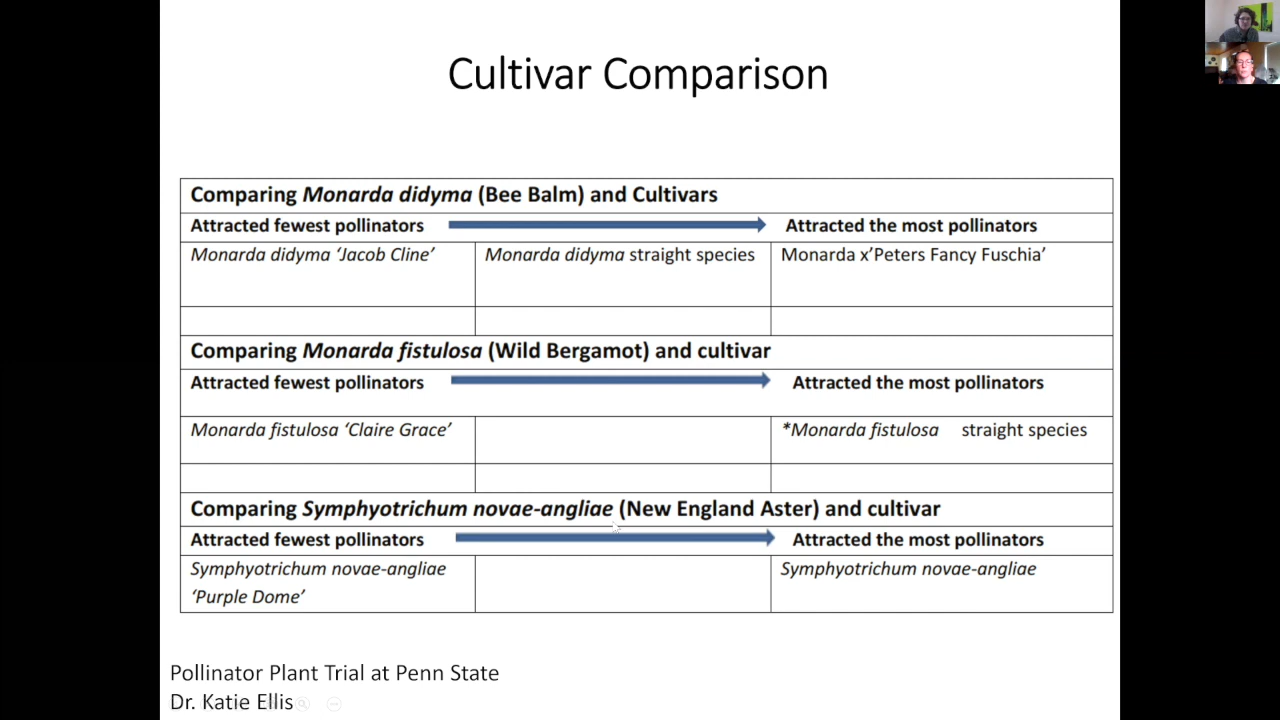 Cultivar Comparison
Comparing Monarda didyma (Bee Balm) and Cultivars
Attracted fewest pollinators Attracted the most pollinators
Monarda didyma ‘Jacob Cline’ Monarda didyma straight species Monarda x’Peters Fancy Fuschia’
Comparing Monarda fistulosa (Wild Bergamot) and cultivar
Attracted fewest pollinators Attracted the most pollinators
Monarda fistulosa ‘Claire Grace’ *Monarda fistulosa straight species
Comparing Symphyotrichum novae-angliae (New England Aster) and cultivar
Attracted fewest pollinators Attracted the most pollinators
Symphyotrichum novae-angliae Symphyotrichum novae-angliae
‘Purple Dome’
Pollinator Plant Trial at Penn State
Dr. Katie Ellis